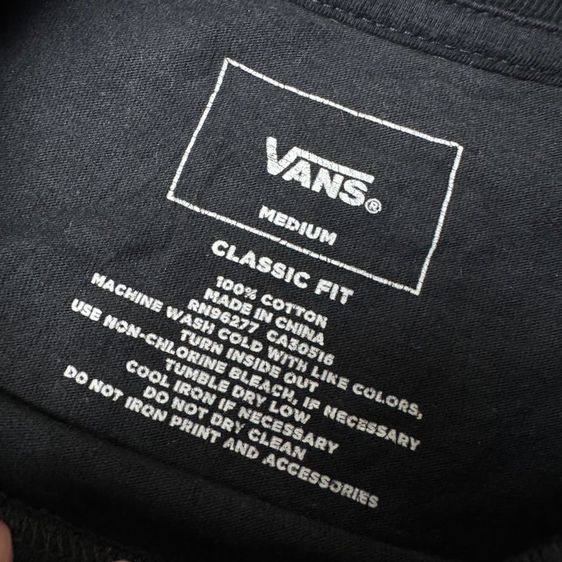 VANS®
MEDIUM
CLASSIC FIT
100% COTTON
MADE IN CHINA
RN96277 CA30516
MACHINE WASH COLD WITH LIKE COLORS,
TURN INSIDE OUT
USE NON-CHLORINE BLEACH, IF NECESSARY
TUMBLE DRY LOW
COOL IRON IF NECESSARY
DO NOT DRY CLEAN
DO NOT IRON PRINT AND ACCESSORIES